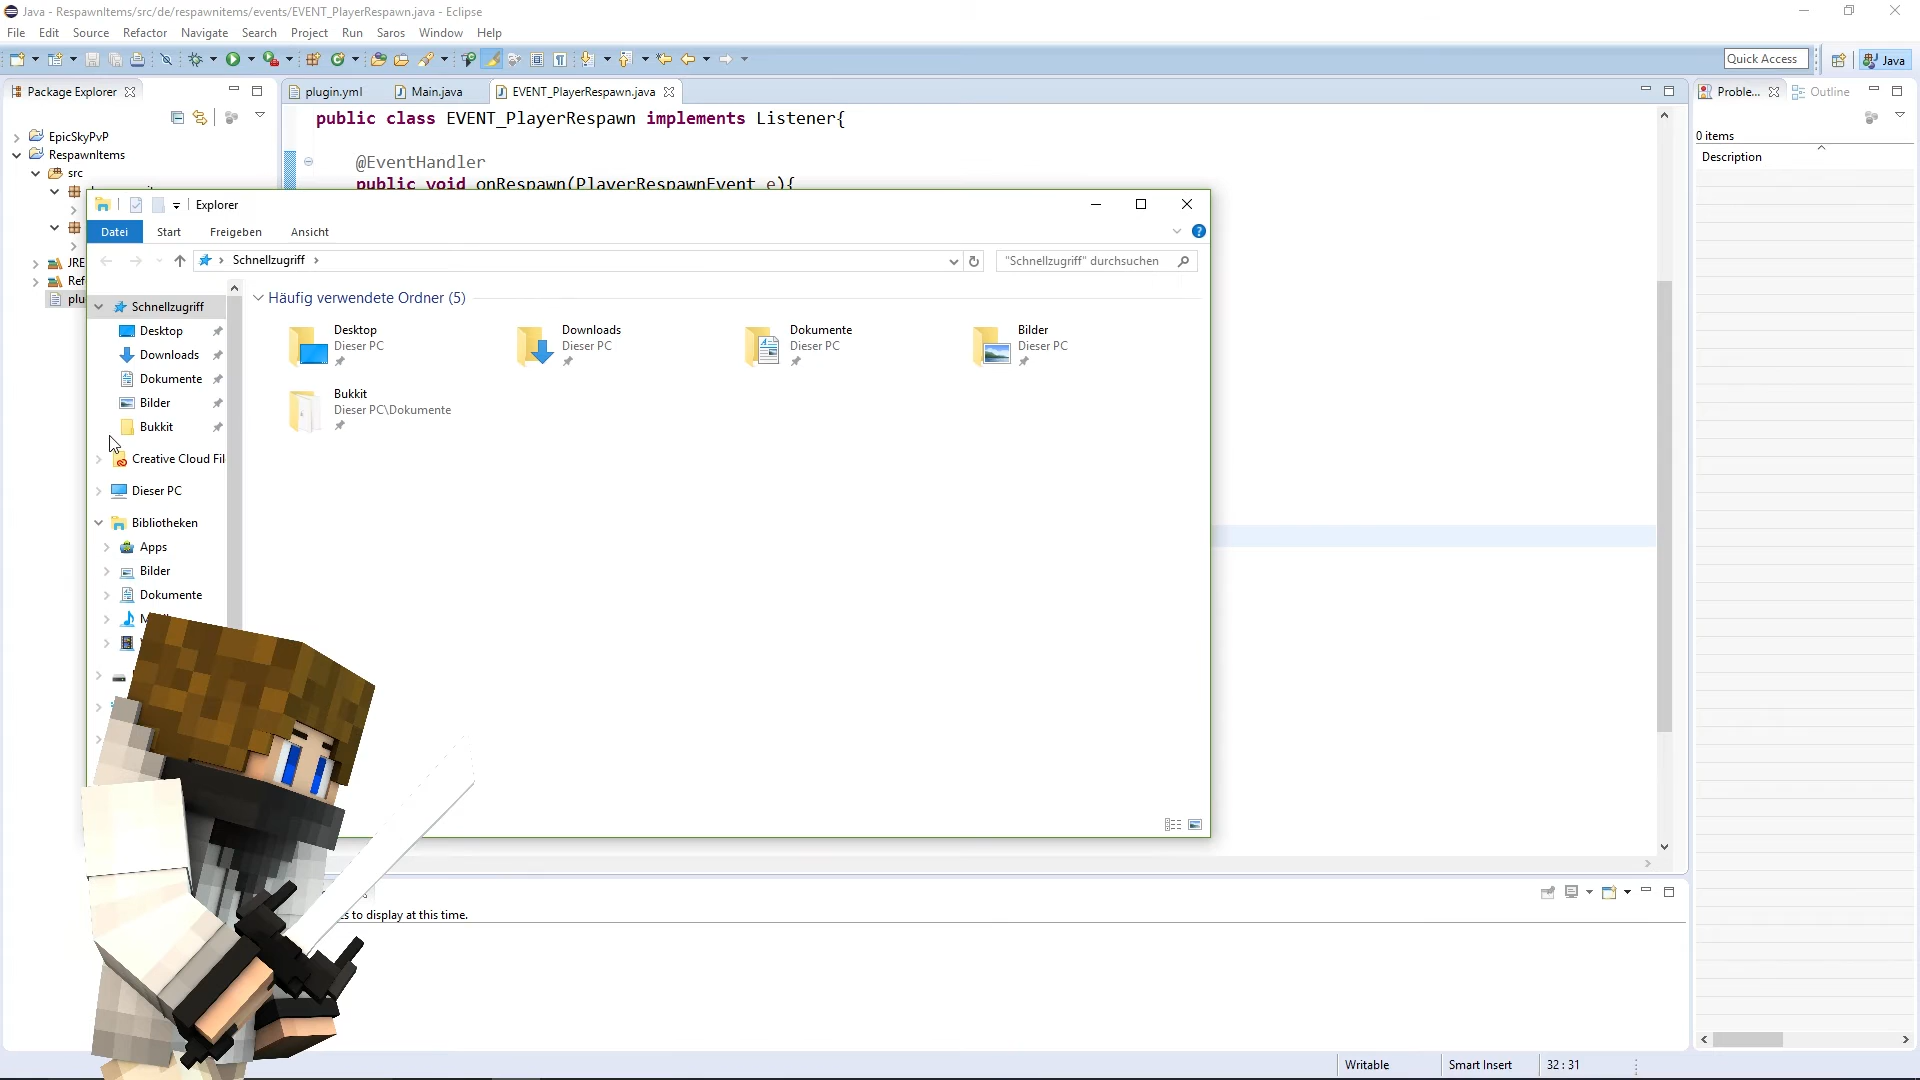 Java - RespawnItems/src/de/respawnitems/events/EVENT_PlayerRespawn.java - Eclipse
File Edit Source Refactor Navigate Search Project Run Saros Window Help
Quick Access
Java
Package Explorer
plugin.yml
Main.java
EVENT_PlayerRespawn.java
Proble...
Outline
EpicSkyPvP
RespawnItems
src
JRE
Ref
plu
public class EVENT_PlayerRespawn implements Listener{
@EventHandler
public void onRespawn(PlayerRespawnEvent e){
0 items
Description
Explorer
Datei Start Freigeben Ansicht
Schnellzugriff
"Schnellzugriff" durchsuchen
Schnellzugriff
Desktop
Downloads
Dokumente
Bilder
Bukkit
Creative Cloud Fil
Dieser PC
Bibliotheken
Apps
Bilder
Dokumente
Häufig verwendete Ordner (5)
Desktop
Dieser PC
Downloads
Dieser PC
Dokumente
Dieser PC
Bilder
Dieser PC
Bukkit
Dieser PC\Dokumente
to display at this time.
Writable
Smart Insert
32 : 31